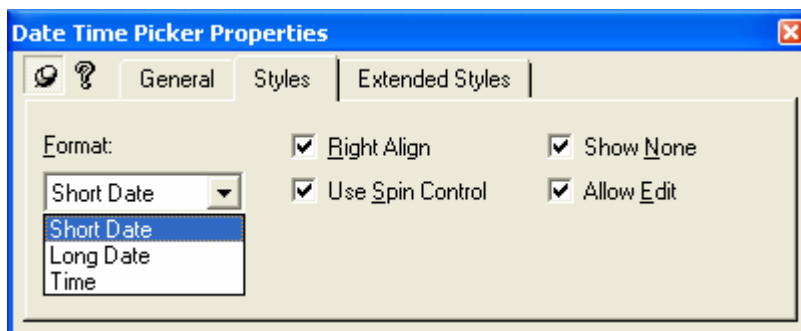 Date Time Picker Properties
General Styles Extended Styles
Format: Right Align Show None
Short Date Use Spin Control Allow Edit
Short Date
Long Date
Time